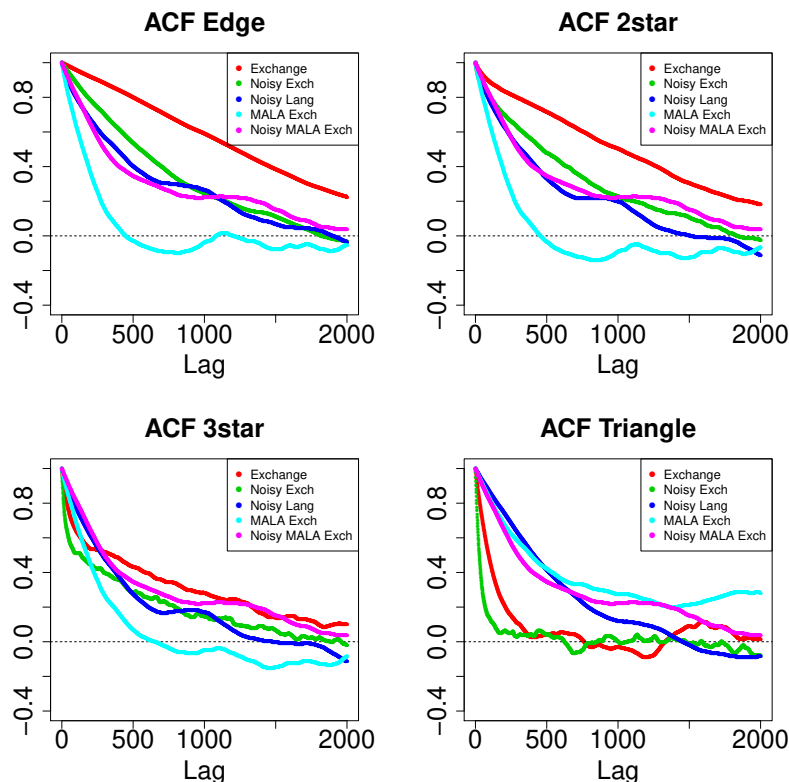 ACF Edge
0.8
0.4
0.0
−0.4
Exchange
Noisy Exch
Noisy Lang
MALA Exch
Noisy MALA Exch
0 500 1000 2000
Lag
ACF 2star
0.8
0.4
0.0
−0.4
Exchange
Noisy Exch
Noisy Lang
MALA Exch
Noisy MALA Exch
0 500 1000 2000
Lag
ACF 3star
0.8
0.4
0.0
−0.4
Exchange
Noisy Exch
Noisy Lang
MALA Exch
Noisy MALA Exch
0 500 1000 2000
Lag
ACF Triangle
0.8
0.4
0.0
−0.4
Exchange
Noisy Exch
Noisy Lang
MALA Exch
Noisy MALA Exch
0 500 1000 2000
Lag